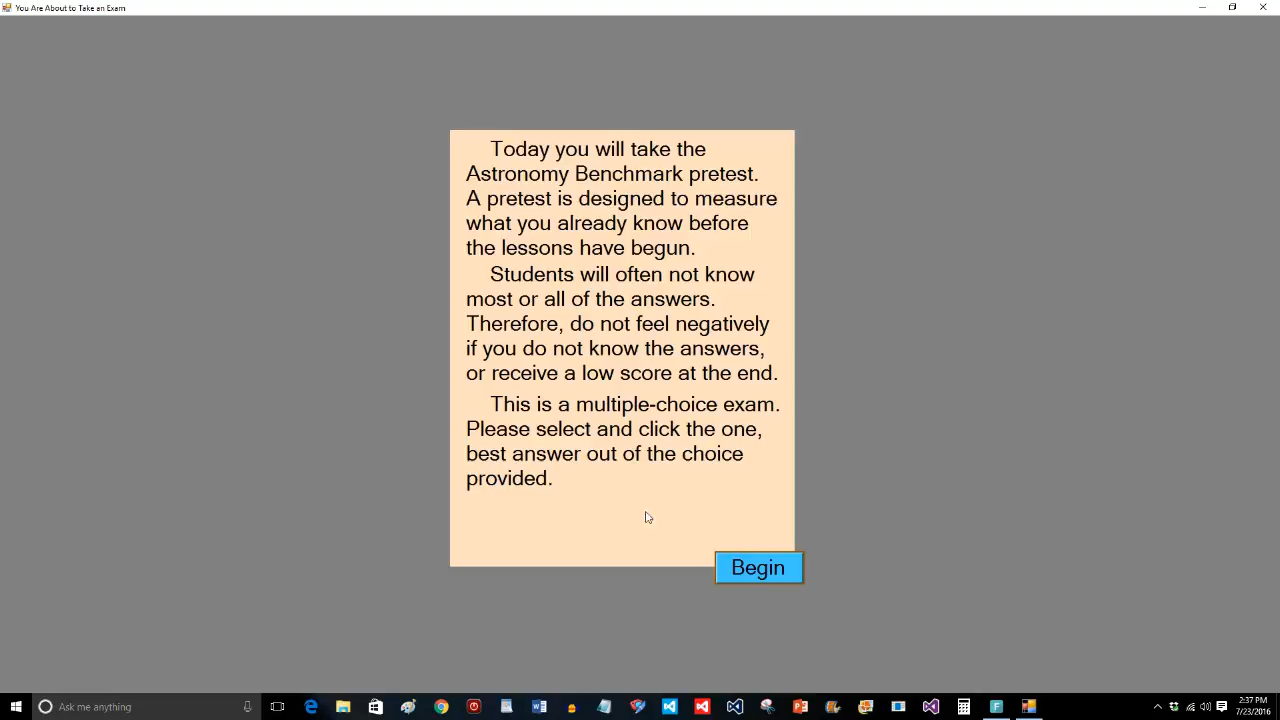 You Are About to Take an Exam
Today you will take the
Astronomy Benchmark pretest.
A pretest is designed to measure
what you already know before
the lessons have begun.
Students will often not know
most or all of the answers.
Therefore, do not feel negatively
if you do not know the answers,
or receive a low score at the end.
This is a multiple-choice exam.
Please select and click the one,
best answer out of the choice
provided.
Begin
Ask me anything
2:37 PM
7/23/2016